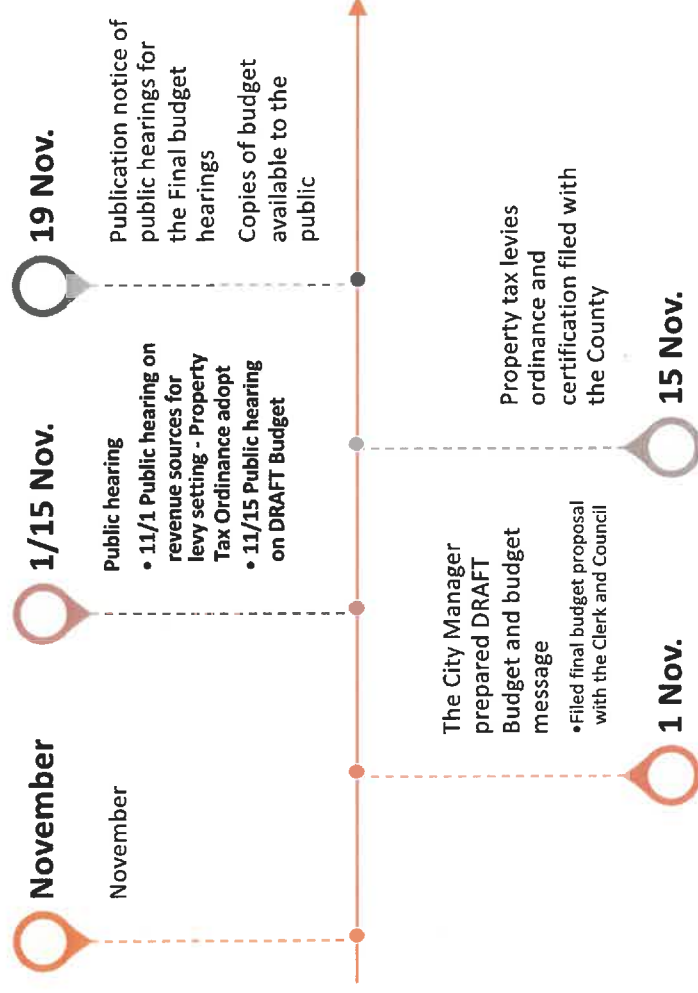 November
November
1 Nov.
The City Manager
prepared DRAFT
Budget and budget
message
•Filed final budget proposal
with the Clerk and Council
1/15 Nov.
Public hearing
• 11/1 Public hearing on
revenue sources for
levy setting - Property
Tax Ordinance adopt
• 11/15 Public hearing
on DRAFT Budget
15 Nov.
Property tax levies
ordinance and
certification filed with
the County
19 Nov.
Publication notice of
public hearings for
the Final budget
hearings
Copies of budget
available to the
public